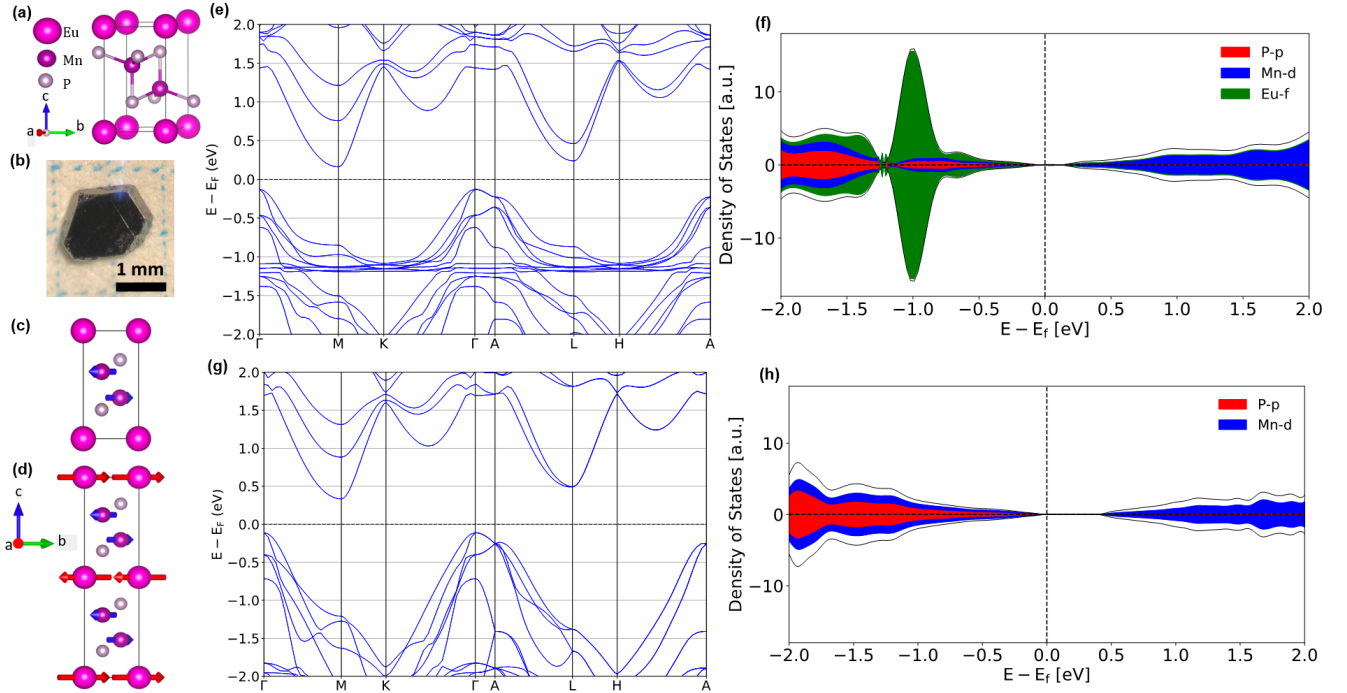 (a)
Eu
Mn
P
c
a
b
(b)
1 mm
(c)
(d)
c
a
b
(e)
2.0
1.5
1.0
0.5
0.0
−0.5
−1.0
−1.5
−2.0
E − E_F (eV)
Γ M K Γ A L H A
(f)
P-p
Mn-d
Eu-f
Density of States [a.u.]
10
0
−10
−2.0 −1.5 −1.0 −0.5 0.0 0.5 1.0 1.5 2.0
E − E_f [eV]
(g)
2.0
1.5
1.0
0.5
0.0
−0.5
−1.0
−1.5
−2.0
E − E_F (eV)
Γ M K Γ A L H A
(h)
P-p
Mn-d
Density of States [a.u.]
10
0
−10
−2.0 −1.5 −1.0 −0.5 0.0 0.5 1.0 1.5 2.0
E − E_f [eV]